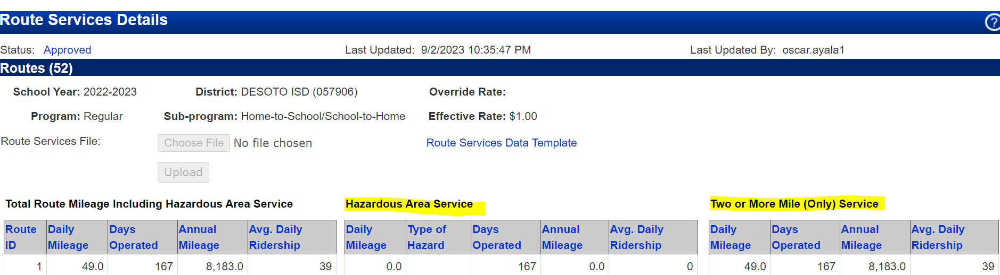 Route Services Details
?
Status: Approved Last Updated: 9/2/2023 10:35:47 PM Last Updated By: oscar.ayala1
Routes (52)
School Year: 2022-2023 District: DESOTO ISD (057906) Override Rate:
Program: Regular Sub-program: Home-to-School/School-to-Home Effective Rate: $1.00
Route Services File: Choose File No file chosen Route Services Data Template
Upload
Total Route Mileage Including Hazardous Area Service Hazardous Area Service Two or More Mile (Only) Service
Route Daily Days Annual Avg. Daily Daily Type of Days Annual Avg. Daily Daily Days Annual Avg. Daily
ID Mileage Operated Mileage Ridership Mileage Hazard Operated Mileage Ridership Mileage Operated Mileage Ridership
1 49.0 167 8,183.0 39 0.0 167 0.0 0 49.0 167 8,183.0 39